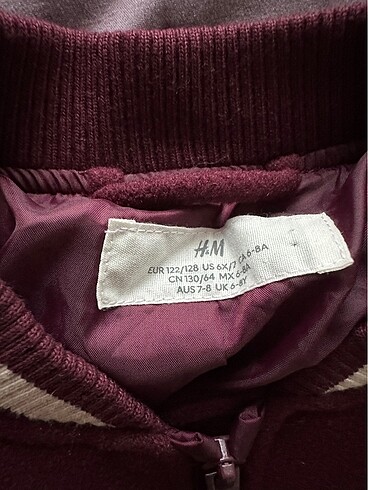 H&M
EUR 122/128 US 6X/7 CA 6-8A
CN 130/64 MX 6-8A
AUS 7-8 UK 6-8Y